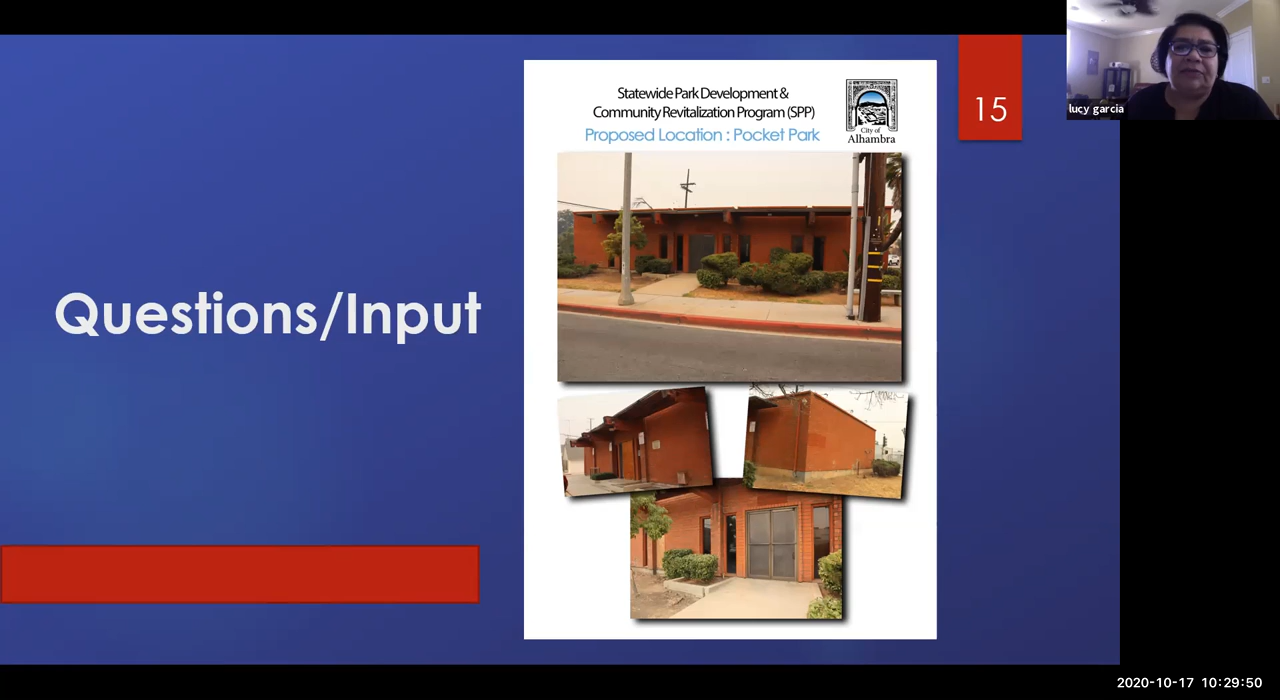 Statewide Park Development &
Community Revitalization Program (SPP)
Proposed Location : Pocket Park
City of
Alhambra
15
lucy garcia
Questions/Input
2020-10-17 10:29:50